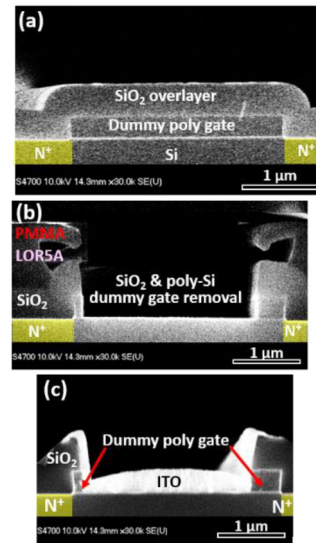 (a)
SiO₂ overlayer
Dummy poly gate
N⁺ Si N⁺
S4700 10.0kV 14.3mm x30.0k SE(U) 1 μm
(b)
PMMA
LOR5A
SiO₂ & poly-Si
dummy gate removal
SiO₂
N⁺ N⁺
S4700 10.0kV 14.3mm x30.0k SE(U) 1 μm
(c)
Dummy poly gate
SiO₂
ITO
N⁺ N⁺
S4700 10.0kV 14.3mm x30.0k SE(U) 1 μm